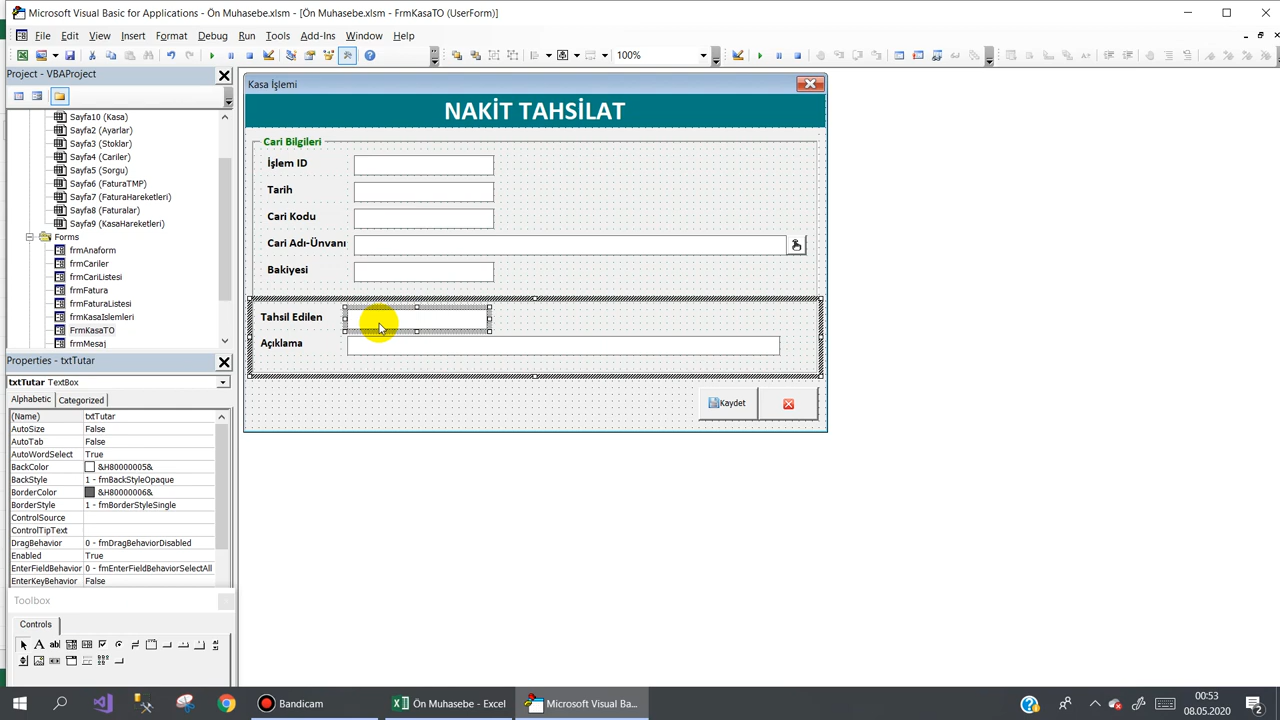 Microsoft Visual Basic for Applications - Ön Muhasebe.xlsm - [Ön Muhasebe.xlsm - FrmKasaTO (UserForm)]
File Edit View Insert Format Debug Run Tools Add-Ins Window Help
100%
Project - VBAProject
Sayfa10 (Kasa)
Sayfa2 (Ayarlar)
Sayfa3 (Stoklar)
Sayfa4 (Cariler)
Sayfa5 (Sorgu)
Sayfa6 (FaturaTMP)
Sayfa7 (FaturaHareketleri)
Sayfa8 (Faturalar)
Sayfa9 (KasaHareketleri)
Forms
frmAnaform
frmCariler
frmCariListesi
frmFatura
frmFaturaListesi
frmKasaIslemleri
FrmKasaTO
frmMesaj
Properties - txtTutar
txtTutar TextBox
Alphabetic Categorized
(Name) txtTutar
AutoSize False
AutoTab False
AutoWordSelect True
BackColor &H80000005&
BackStyle 1 - fmBackStyleOpaque
BorderColor &H80000006&
BorderStyle 1 - fmBorderStyleSingle
ControlSource
ControlTipText
DragBehavior 0 - fmDragBehaviorDisabled
Enabled True
EnterFieldBehavior 0 - fmEnterFieldBehaviorSelectAll
EnterKeyBehavior False
Toolbox
Controls
Kasa İşlemi
NAKİT TAHSİLAT
Cari Bilgileri
İşlem ID
Tarih
Cari Kodu
Cari Adı-Ünvanı
Bakiyesi
Tahsil Edilen
Açıklama
Kaydet
Bandicam
Ön Muhasebe - Excel
Microsoft Visual Ba...
00:53
08.05.2020
2